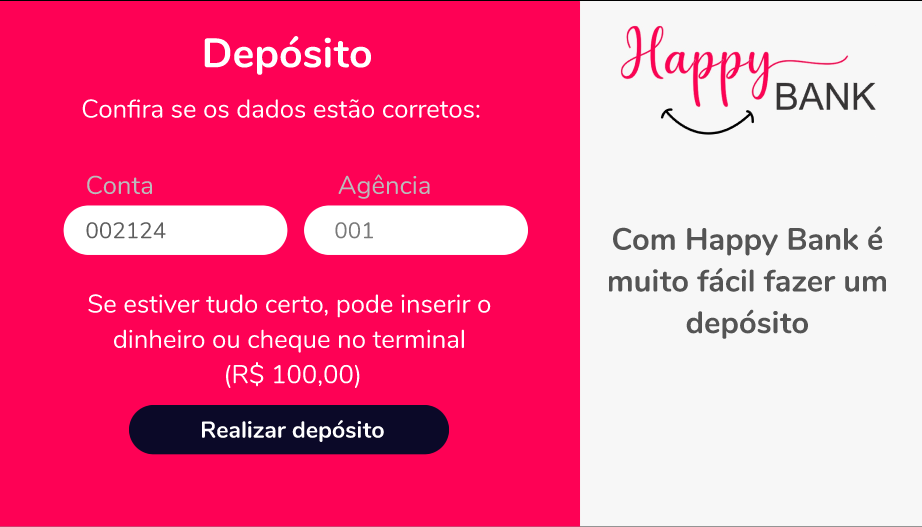 Depósito
Confira se os dados estão corretos:
Conta
Agência
002124
001
Se estiver tudo certo, pode inserir o
dinheiro ou cheque no terminal
(R$ 100,00)
Realizar depósito
Happy
BANK
Com Happy Bank é
muito fácil fazer um
depósito